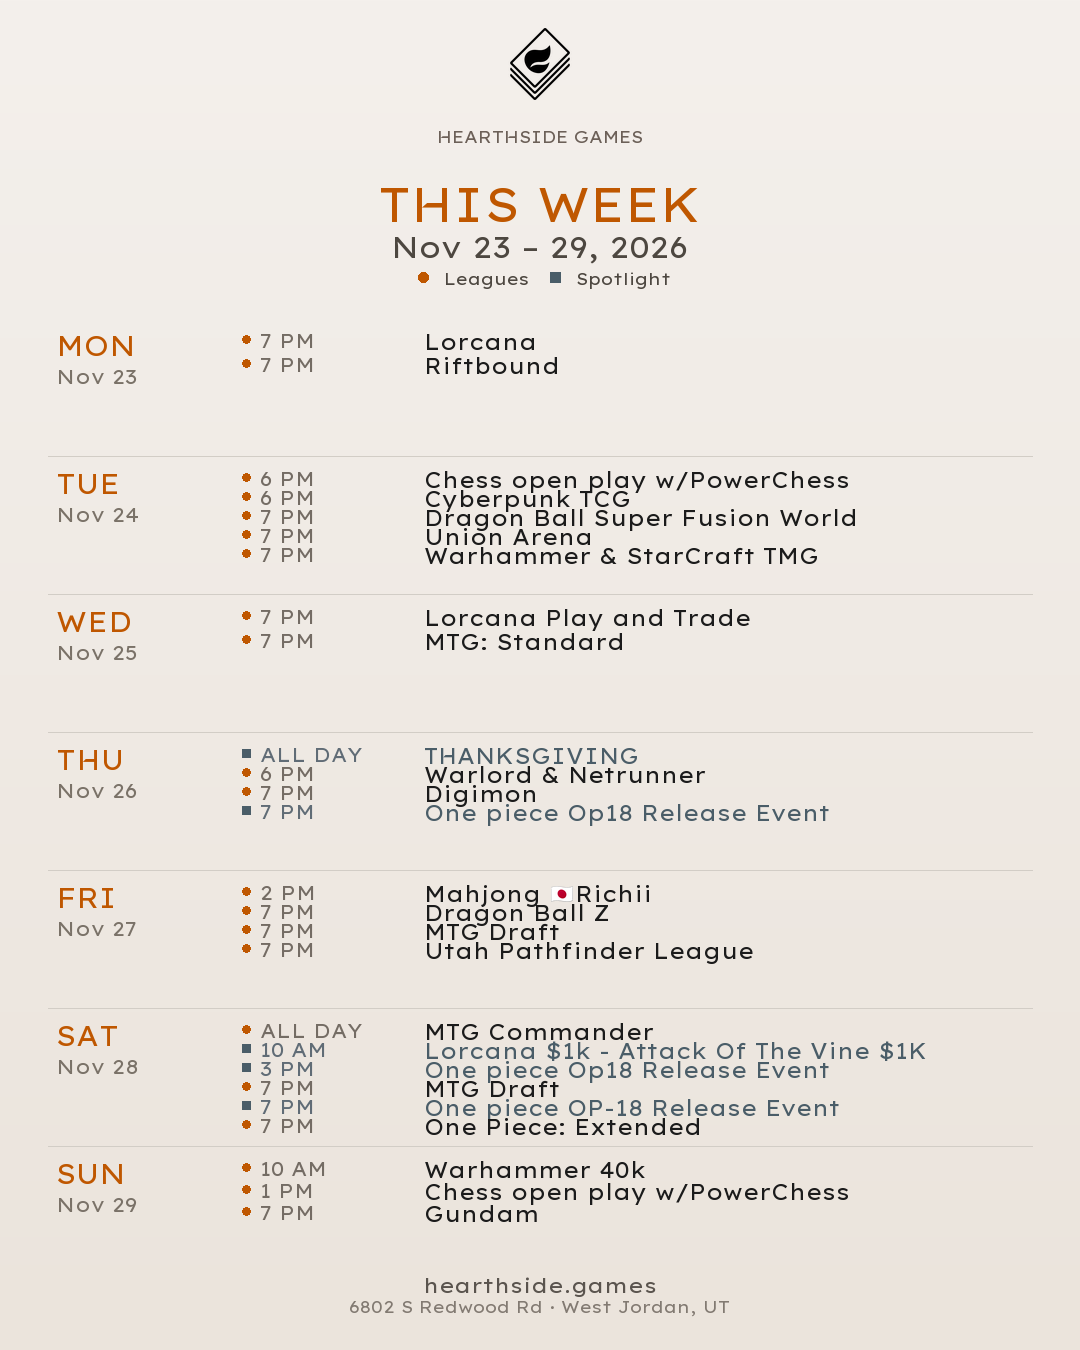 HEARTHSIDE GAMES
THIS WEEK
Nov 23 – 29, 2026
Leagues Spotlight
MON
Nov 23
7 PM Lorcana
7 PM Riftbound
TUE
Nov 24
6 PM Chess open play w/PowerChess
6 PM Cyberpunk TCG
7 PM Dragon Ball Super Fusion World
7 PM Union Arena
7 PM Warhammer & StarCraft TMG
WED
Nov 25
7 PM Lorcana Play and Trade
7 PM MTG: Standard
THU
Nov 26
ALL DAY THANKSGIVING
6 PM Warlord & Netrunner
7 PM Digimon
7 PM One piece Op18 Release Event
FRI
Nov 27
2 PM Mahjong 🇯🇵Richii
7 PM Dragon Ball Z
7 PM MTG Draft
7 PM Utah Pathfinder League
SAT
Nov 28
ALL DAY MTG Commander
10 AM Lorcana $1k - Attack Of The Vine $1K
3 PM One piece Op18 Release Event
7 PM MTG Draft
7 PM One piece OP-18 Release Event
7 PM One Piece: Extended
SUN
Nov 29
10 AM Warhammer 40k
1 PM Chess open play w/PowerChess
7 PM Gundam
hearthside.games
6802 S Redwood Rd · West Jordan, UT